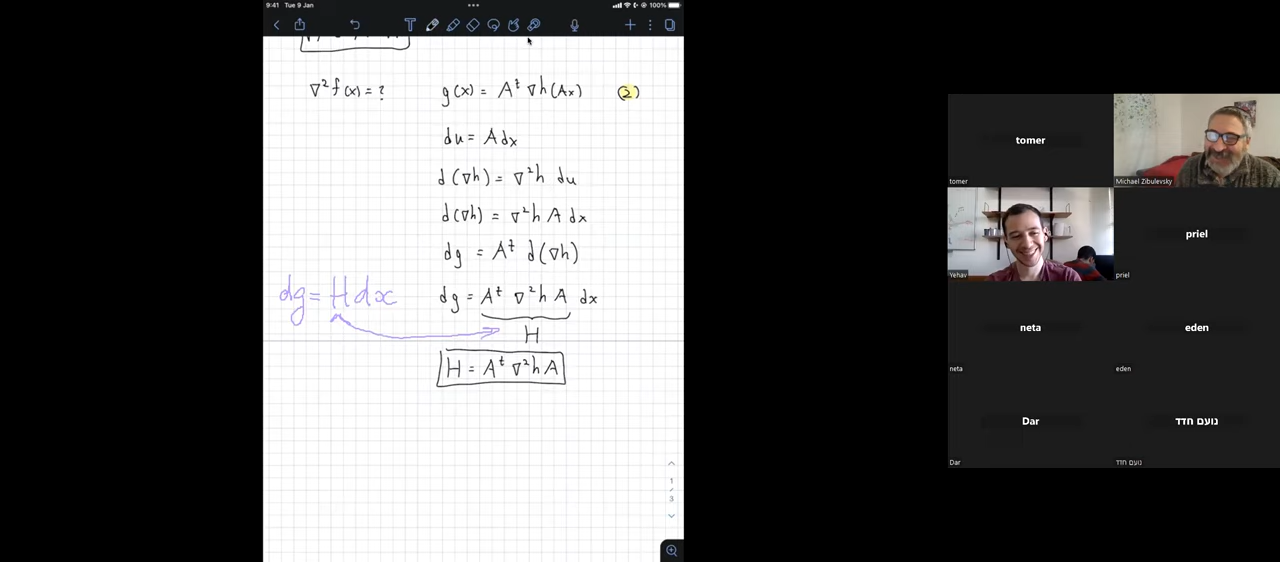 9:41 Tue 9 Jan
100%
∇²f(x) = ?
g(x) = Aᵗ ∇h(Ax) (2)
du = A dx
d(∇h) = ∇²h du
d(∇h) = ∇²h A dx
dg = Aᵗ d(∇h)
dg = H dx
dg = Aᵗ ∇²h A dx
H
H = Aᵗ ∇²h A
1
/
3
tomer
tomer
Michael Zibulevsky
Yehav
priel
priel
neta
neta
eden
eden
Dar
Dar
נועם חדד
נועם חדד